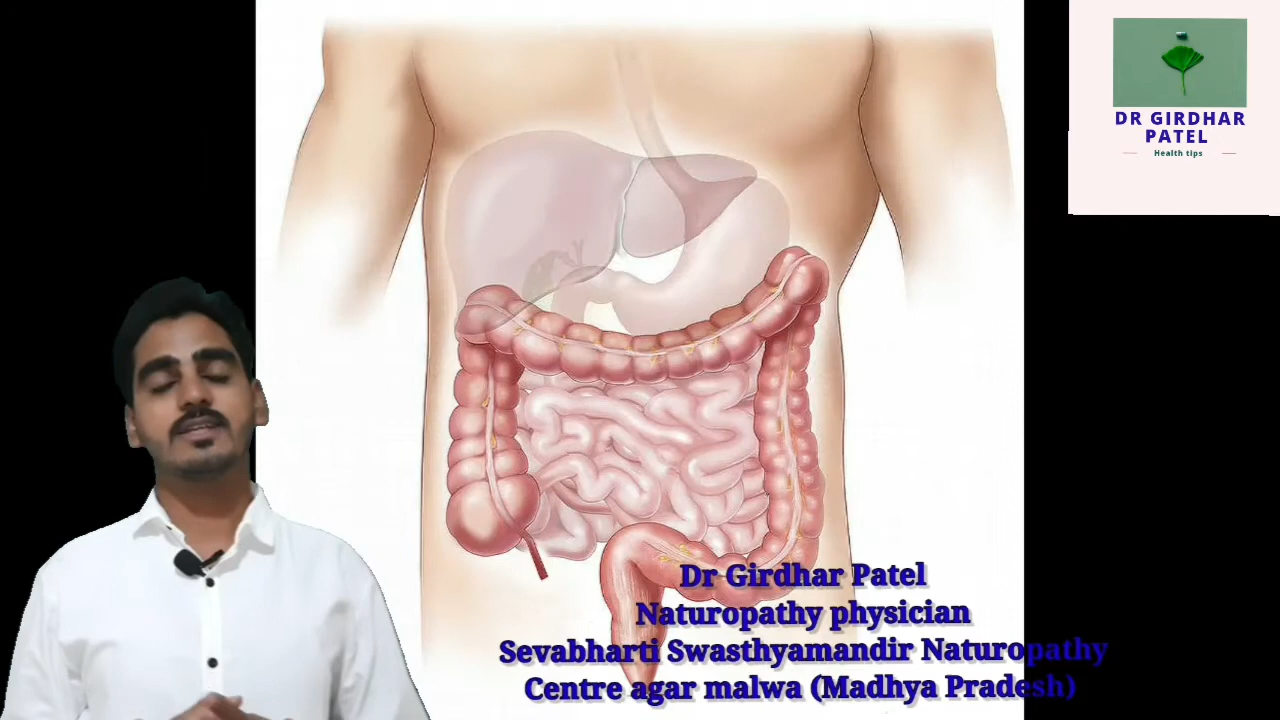 DR GIRDHAR
PATEL
Health tips
Dr Girdhar Patel
Naturopathy physician
Sevabharti Swasthyamandir Naturopathy
Centre agar malwa (Madhya Pradesh)